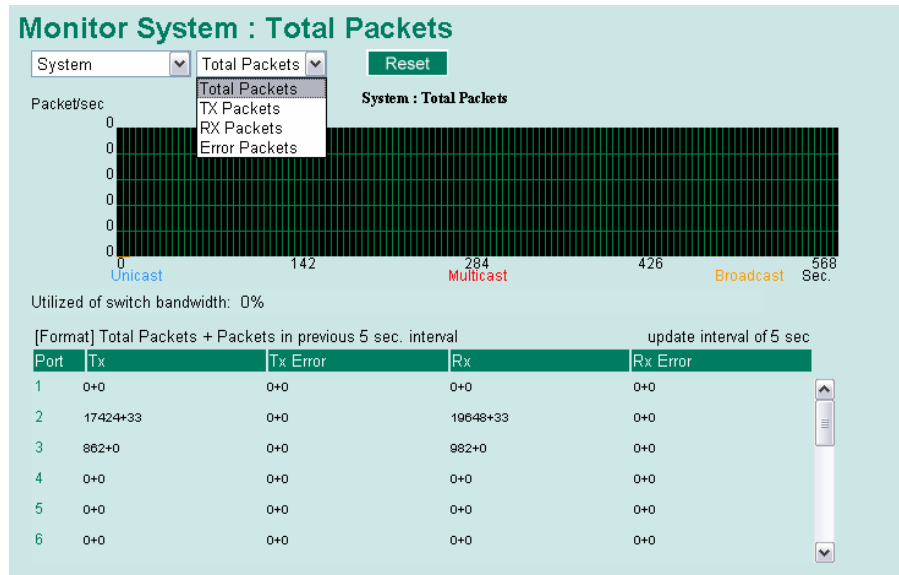 Monitor System : Total Packets
System Total Packets Reset
Total Packets
TX Packets
RX Packets
Error Packets
System : Total Packets
Packet/sec
0
0
0
0
0
0
0 142 284 426 568
Unicast Multicast Broadcast Sec.
Utilized of switch bandwidth: 0%
[Format] Total Packets + Packets in previous 5 sec. interval update interval of 5 sec
Port Tx Tx Error Rx Rx Error
1 0+0 0+0 0+0 0+0
2 17424+33 0+0 19648+33 0+0
3 862+0 0+0 982+0 0+0
4 0+0 0+0 0+0 0+0
5 0+0 0+0 0+0 0+0
6 0+0 0+0 0+0 0+0